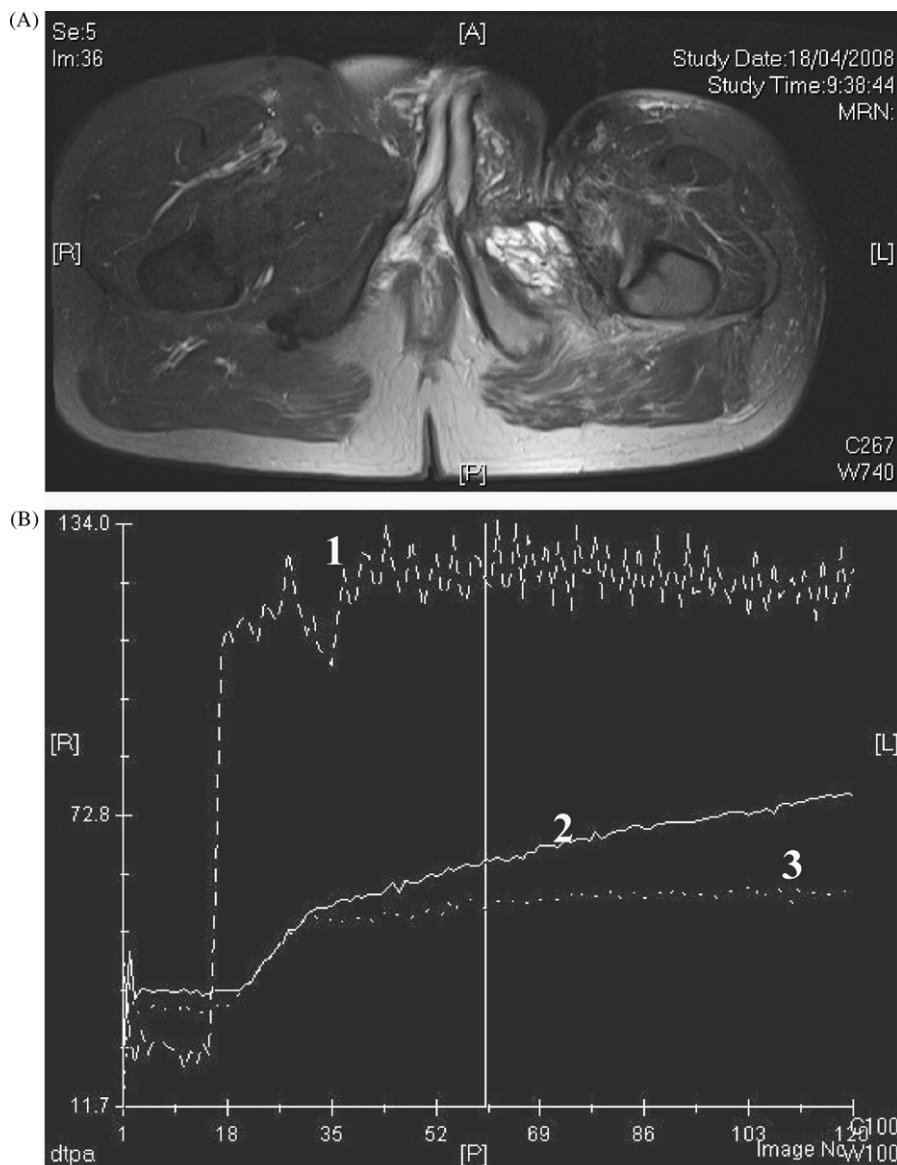 (A)
Se:5
Im:36
[A]
Study Date:18/04/2008
Study Time:9:38:44
MRN:
[R]
[L]
[P]
C267
W740
(B)
134.0
1
[R]
[L]
72.8
2
3
11.7
1 18 35 52 69 86 103 120
dtpa
[P]
Image No
C100
W100